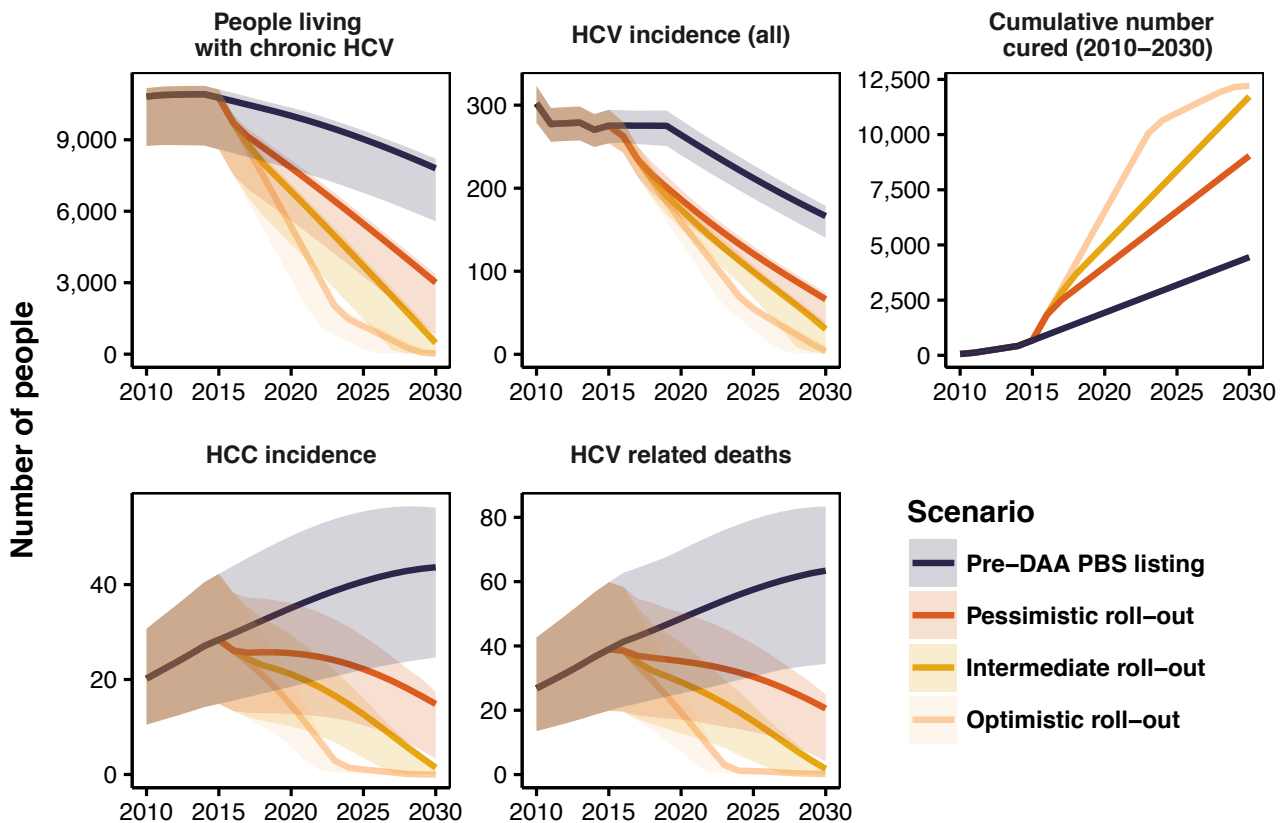 People living
with chronic HCV
HCV incidence (all)
Cumulative number
cured (2010–2030)
Number of people
9,000
6,000
3,000
0
2010 2015 2020 2025 2030
300
200
100
0
2010 2015 2020 2025 2030
12,500
10,000
7,500
5,000
2,500
0
2010 2015 2020 2025 2030
HCC incidence
40
20
0
2010 2015 2020 2025 2030
HCV related deaths
80
60
40
20
0
2010 2015 2020 2025 2030
Scenario
Pre–DAA PBS listing
Pessimistic roll–out
Intermediate roll–out
Optimistic roll–out